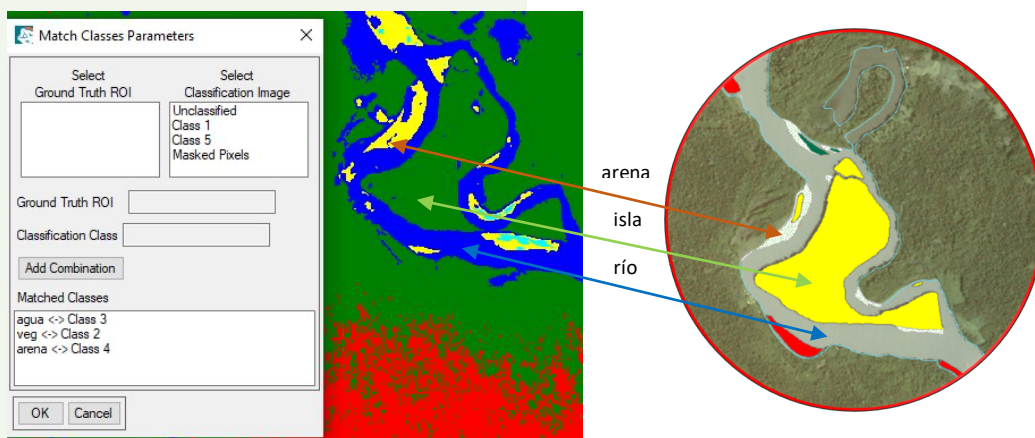 Match Classes Parameters
Select
Ground Truth ROI
Select
Classification Image
Unclassified
Class 1
Class 5
Masked Pixels
Ground Truth ROI
Classification Class
Add Combination
Matched Classes
agua <-> Class 3
veg <-> Class 2
arena <-> Class 4
OK
Cancel
arena
isla
río